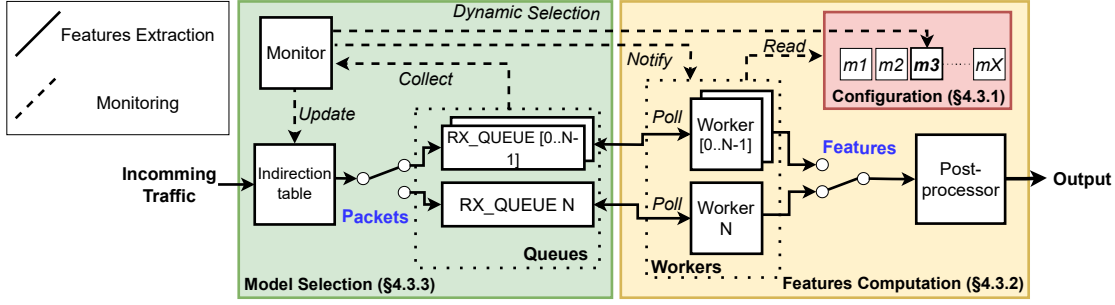 Features Extraction
Monitoring
Monitor
Dynamic Selection
Collect
Notify
Read
Update
m1 m2 m3 ........ mX
Configuration (§4.3.1)
Incomming
Traffic
Indirection
table
Packets
RX_QUEUE [0..N-
1]
RX_QUEUE N
Queues
Model Selection (§4.3.3)
Poll
Worker
[0..N-1]
Poll
Worker
N
Workers
Features
Post-
processor
Output
Features Computation (§4.3.2)